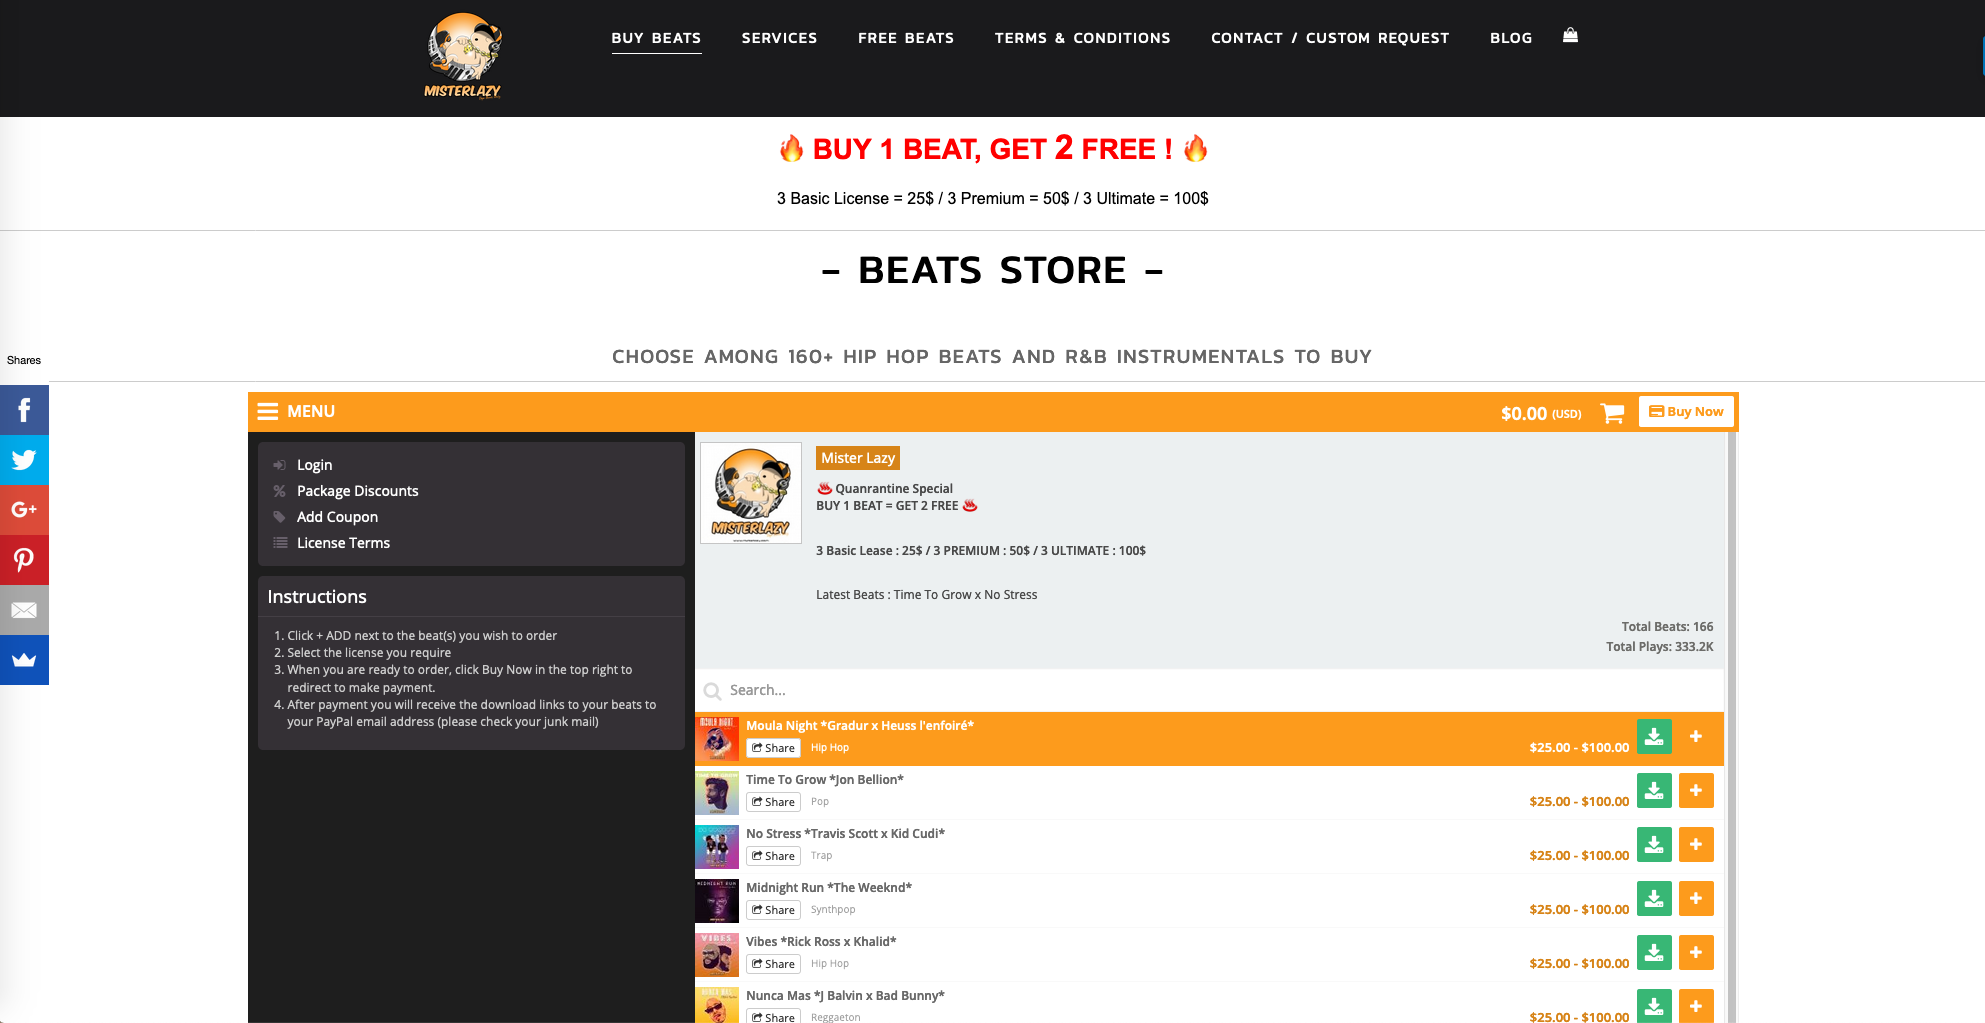 MISTERLAZY
BUY BEATS
SERVICES
FREE BEATS
TERMS & CONDITIONS
CONTACT / CUSTOM REQUEST
BLOG
🔥 BUY 1 BEAT, GET 2 FREE ! 🔥
3 Basic License = 25$ / 3 Premium = 50$ / 3 Ultimate = 100$
– BEATS STORE –
CHOOSE AMONG 160+ HIP HOP BEATS AND R&B INSTRUMENTALS TO BUY
Shares
MENU
$0.00 (USD)
Buy Now
Login
Package Discounts
Add Coupon
License Terms
Instructions
1. Click + ADD next to the beat(s) you wish to order
2. Select the license you require
3. When you are ready to order, click Buy Now in the top right to
redirect to make payment.
4. After payment you will receive the download links to your beats to
your PayPal email address (please check your junk mail)
MISTERLAZY
Mister Lazy
♨️ Quanrantine Special
BUY 1 BEAT = GET 2 FREE ♨️
3 Basic Lease : 25$ / 3 PREMIUM : 50$ / 3 ULTIMATE : 100$
Latest Beats : Time To Grow x No Stress
Total Beats: 166
Total Plays: 333.2K
Search...
Moula Night *Gradur x Heuss l'enfoiré*
Share Hip Hop
$25.00 - $100.00
Time To Grow *Jon Bellion*
Share Pop
$25.00 - $100.00
No Stress *Travis Scott x Kid Cudi*
Share Trap
$25.00 - $100.00
MIDNIGHT RUN
Midnight Run *The Weeknd*
Share Synthpop
$25.00 - $100.00
VIBES
Vibes *Rick Ross x Khalid*
Share Hip Hop
$25.00 - $100.00
Nunca Mas *J Balvin x Bad Bunny*
Share Reggaeton
$25.00 - $100.00